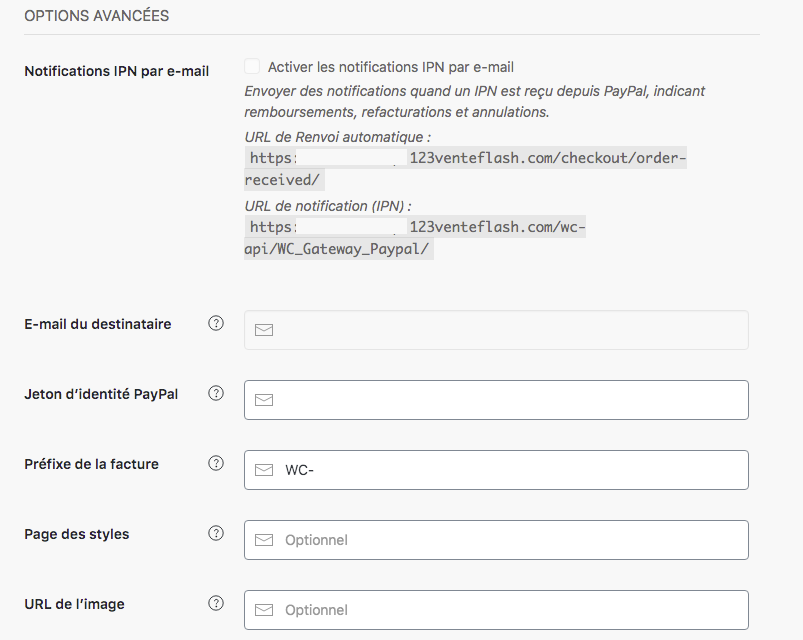 OPTIONS AVANCÉES
Notifications IPN par e-mail
Activer les notifications IPN par e-mail
Envoyer des notifications quand un IPN est reçu depuis PayPal, indicant
remboursements, refacturations et annulations.
URL de Renvoi automatique :
https: 123venteflash.com/checkout/order-
received/
URL de notification (IPN) :
https: 123venteflash.com/wc-
api/WC_Gateway_Paypal/
E-mail du destinataire
Jeton d’identité PayPal
Préfixe de la facture
WC-
Page des styles
Optionnel
URL de l’image
Optionnel